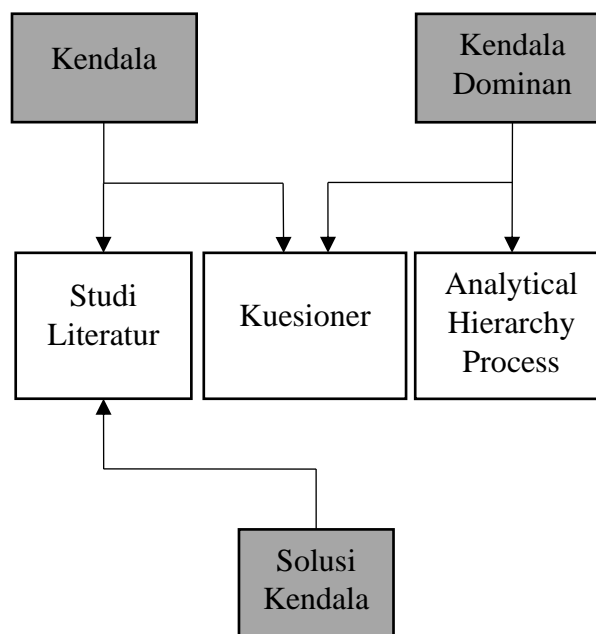 Kendala
Kendala
Dominan
Studi
Literatur
Kuesioner
Analytical
Hierarchy
Process
Solusi
Kendala